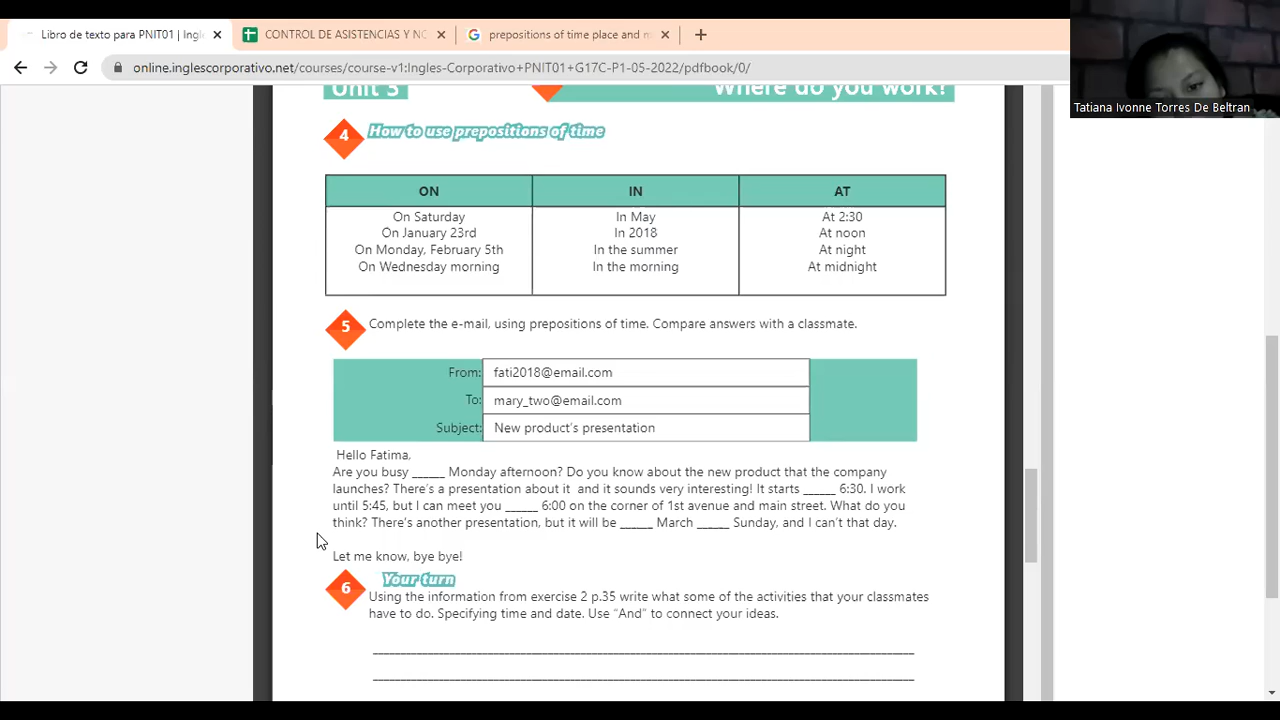 Libro de texto para PNIT01 | Ingl
CONTROL DE ASISTENCIAS Y NO
prepositions of time place and m
online.inglescorporativo.net/courses/course-v1:Ingles-Corporativo+PNIT01+G17C-P1-05-2022/pdfbook/0/
Tatiana Ivonne Torres De Beltran
Unit 3
Where do you work?
4
How to use prepositions of time
ON
IN
AT
On Saturday
On January 23rd
On Monday, February 5th
On Wednesday morning
In May
In 2018
In the summer
In the morning
At 2:30
At noon
At night
At midnight
5
Complete the e-mail, using prepositions of time. Compare answers with a classmate.
From: fati2018@email.com
To: mary_two@email.com
Subject: New product's presentation
Hello Fatima,
Are you busy ______ Monday afternoon? Do you know about the new product that the company
launches? There's a presentation about it and it sounds very interesting! It starts ______ 6:30. I work
until 5:45, but I can meet you ______ 6:00 on the corner of 1st avenue and main street. What do you
think? There's another presentation, but it will be ______ March ______ Sunday, and I can't that day.
Let me know, bye bye!
6
Your turn
Using the information from exercise 2 p.35 write what some of the activities that your classmates
have to do. Specifying time and date. Use "And" to connect your ideas.